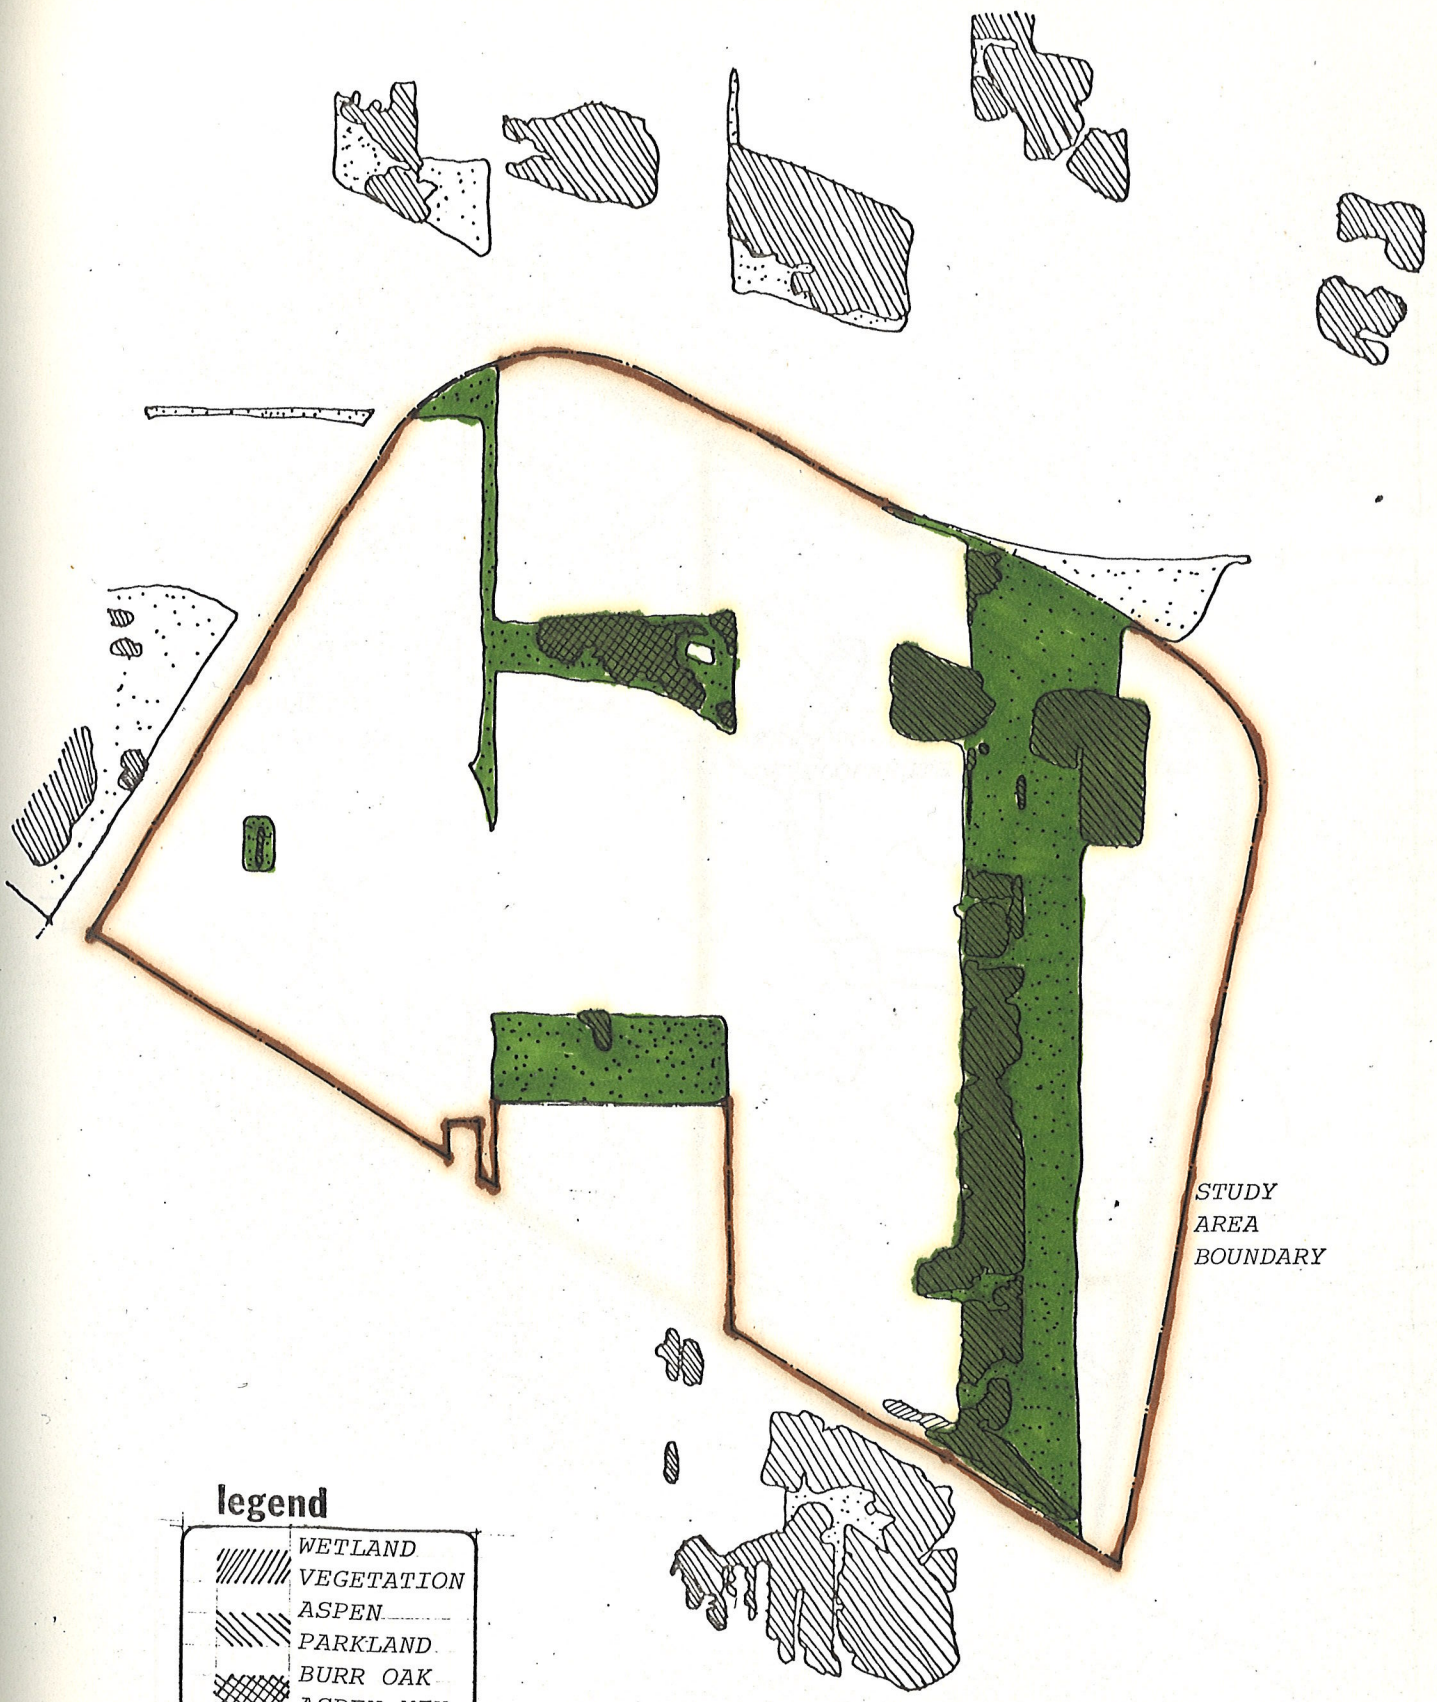 STUDY
AREA
BOUNDARY
legend
WETLAND
VEGETATION
ASPEN
PARKLAND
BURR OAK